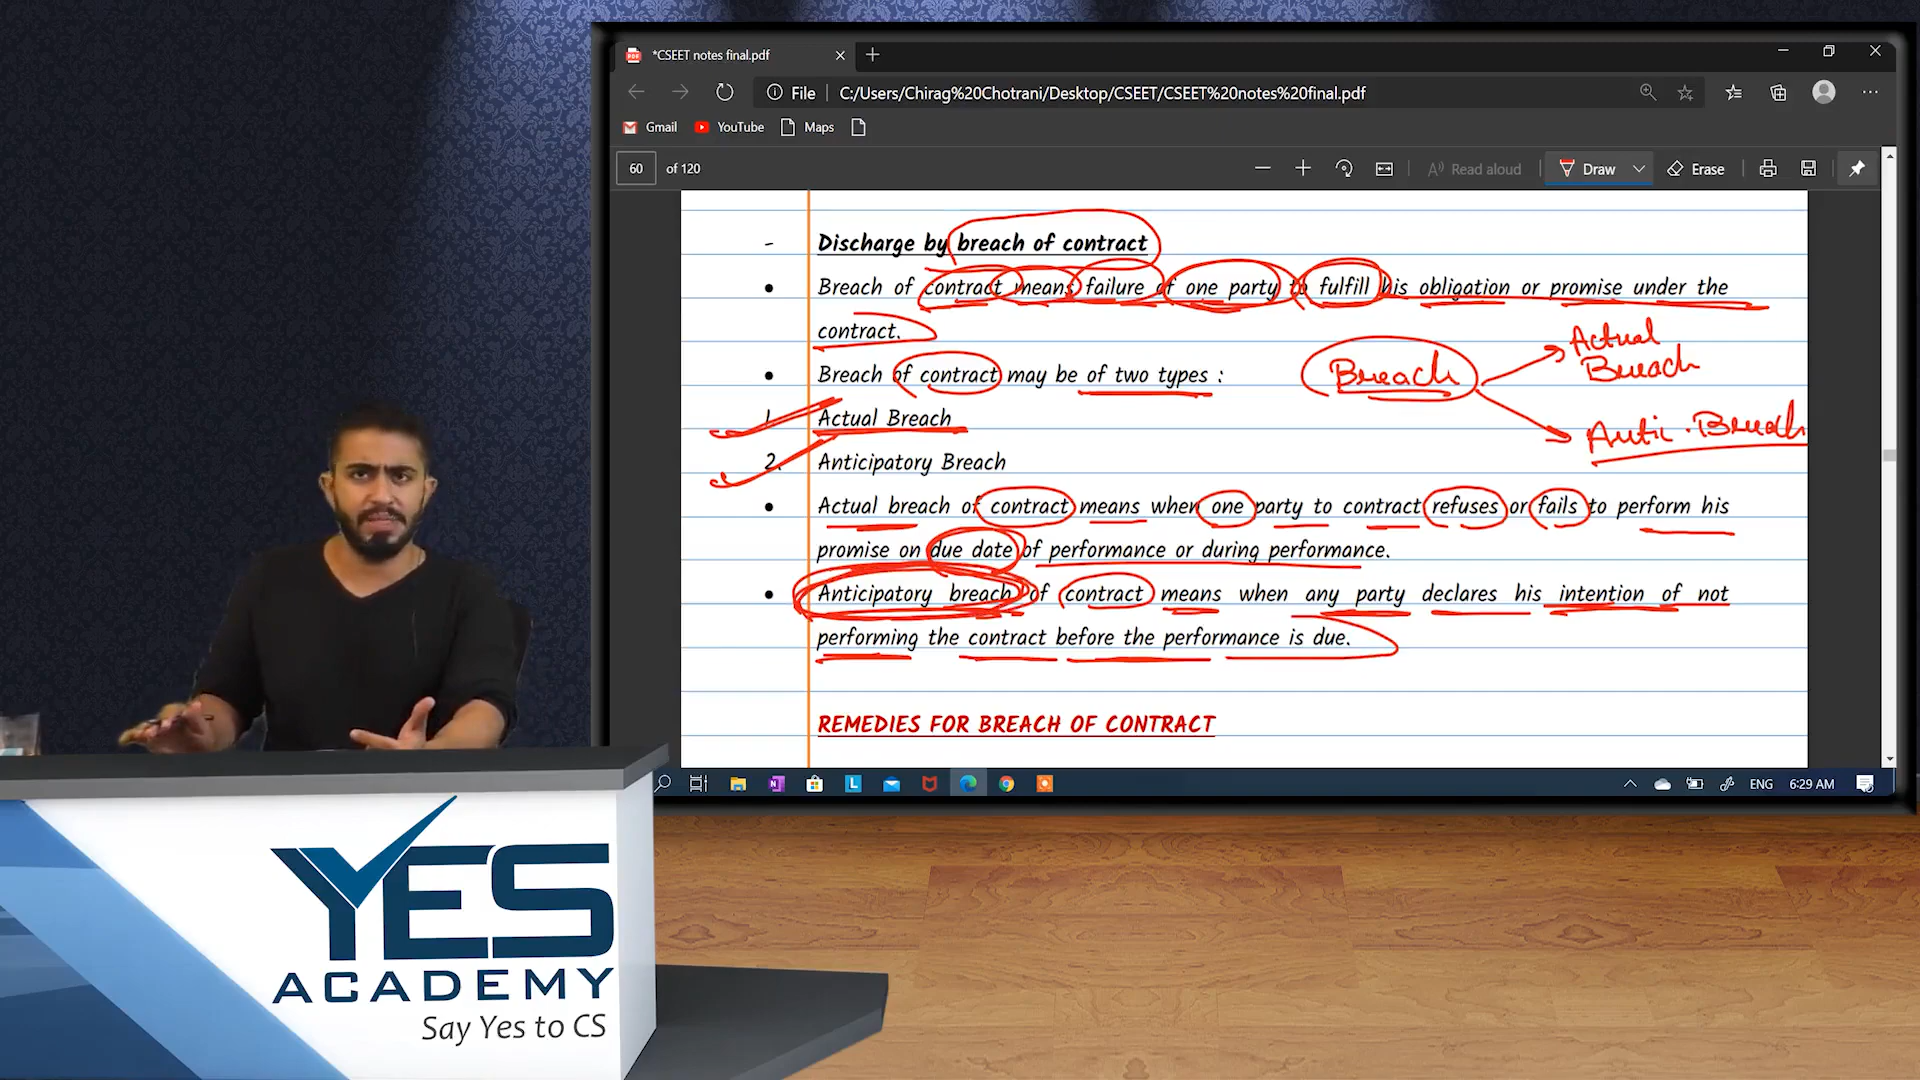 *CSEET notes final.pdf
File C:/Users/Chirag%20Chotrani/Desktop/CSEET/CSEET%20notes%20final.pdf
Gmail YouTube Maps
60 of 120 Read aloud Draw Erase
- Discharge by breach of contract
• Breach of contract means failure of one party to fulfill his obligation or promise under the
contract.
• Breach of contract may be of two types :
Breach
Actual
Breach
Anti. Breach
1. Actual Breach
2. Anticipatory Breach
• Actual breach of contract means when one party to contract refuses or fails to perform his
promise on due date of performance or during performance.
• Anticipatory breach of contract means when any party declares his intention of not
performing the contract before the performance is due.
REMEDIES FOR BREACH OF CONTRACT
ENG 6:29 AM
YES
ACADEMY
Say Yes to CS